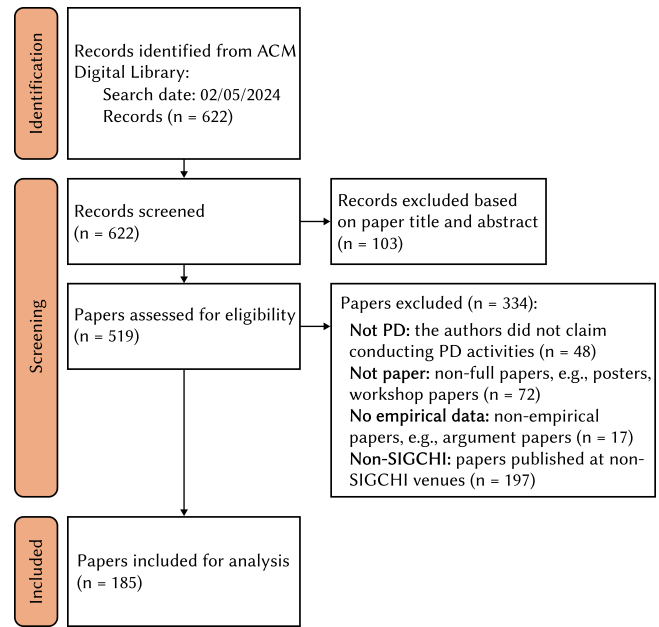 Identification
Records identified from ACM
Digital Library:
Search date: 02/05/2024
Records (n = 622)
Screening
Records screened
(n = 622)
Records excluded based
on paper title and abstract
(n = 103)
Papers assessed for eligibility
(n = 519)
Papers excluded (n = 334):
Not PD: the authors did not claim
conducting PD activities (n = 48)
Not paper: non-full papers, e.g., posters,
workshop papers (n = 72)
No empirical data: non-empirical
papers, e.g., argument papers (n = 17)
Non-SIGCHI: papers published at non-
SIGCHI venues (n = 197)
Included
Papers included for analysis
(n = 185)